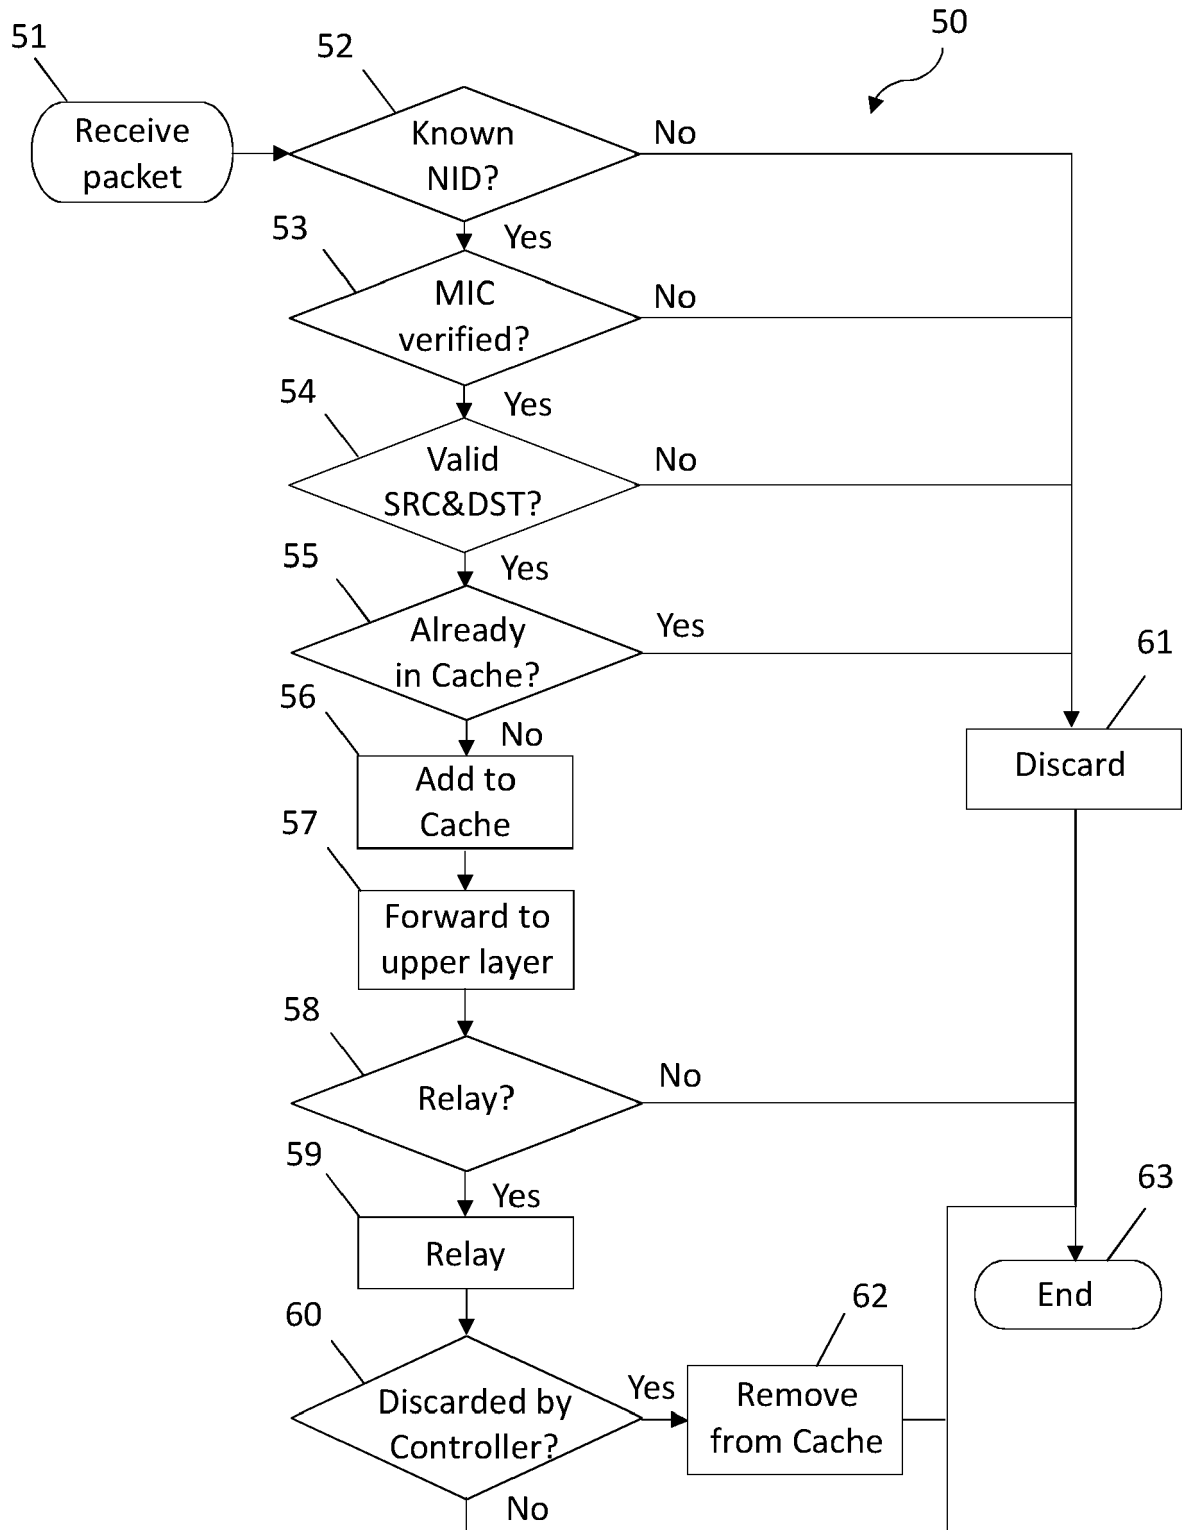 51
52
50
Receive
packet
Known
NID?
No
Yes
53
MIC
verified?
No
Yes
54
Valid
SRC&DST?
No
Yes
55
Already
in Cache?
Yes
No
56
Add to
Cache
61
Discard
57
Forward to
upper layer
58
Relay?
No
Yes
59
Relay
63
End
60
Discarded by
Controller?
Yes
No
62
Remove
from Cache